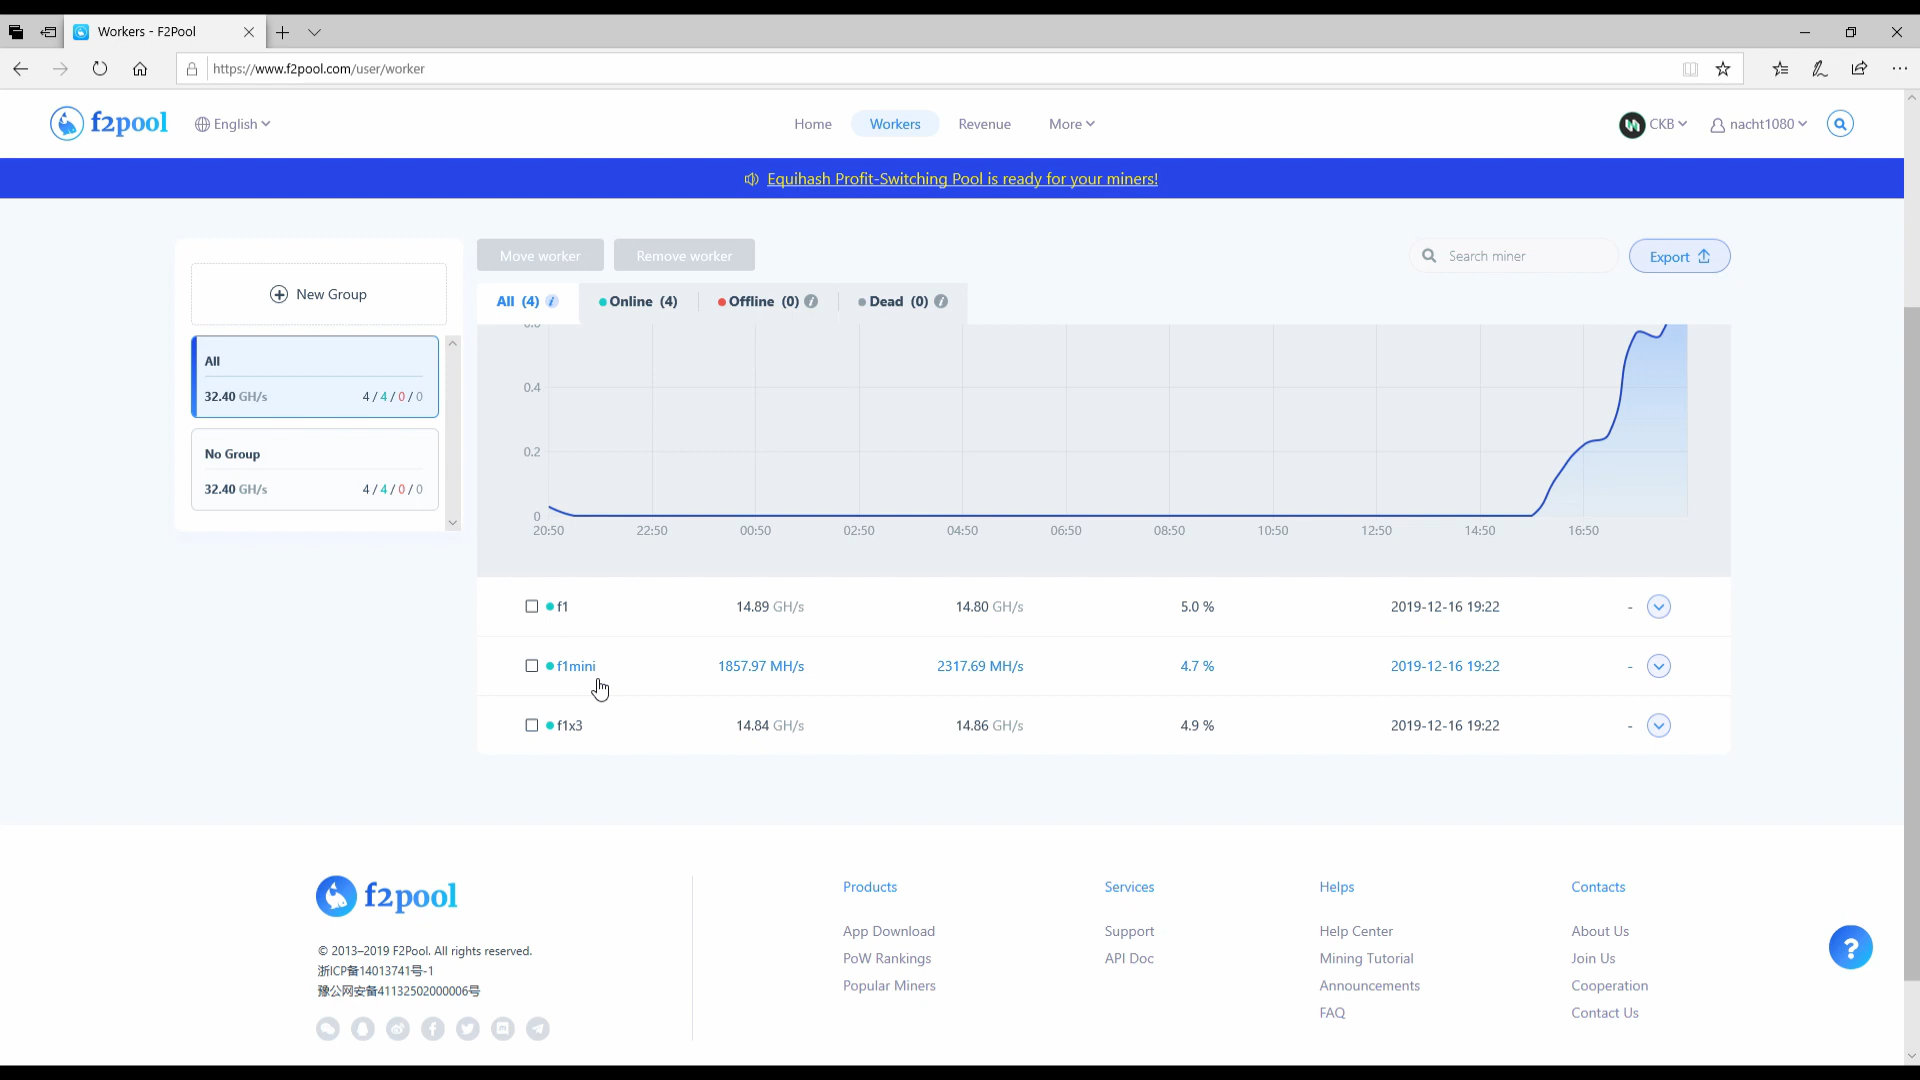 Workers - F2Pool
https://www.f2pool.com/user/worker
f2pool
English
Home
Workers
Revenue
More
CKB
nacht1080
Equihash Profit-Switching Pool is ready for your miners!
New Group
All
32.40 GH/s
4 / 4 / 0 / 0
No Group
32.40 GH/s
4 / 4 / 0 / 0
Move worker
Remove worker
Search miner
Export
All (4)
Online (4)
Offline (0)
Dead (0)
0.4
0.2
0
20:50 22:50 00:50 02:50 04:50 06:50 08:50 10:50 12:50 14:50 16:50
f1 14.89 GH/s 14.80 GH/s 5.0 % 2019-12-16 19:22 -
f1mini 1857.97 MH/s 2317.69 MH/s 4.7 % 2019-12-16 19:22 -
f1x3 14.84 GH/s 14.86 GH/s 4.9 % 2019-12-16 19:22 -
f2pool
© 2013–2019 F2Pool. All rights reserved.
浙ICP备14013741号-1
豫公网安备41132502000006号
Products
App Download
PoW Rankings
Popular Miners
Services
Support
API Doc
Helps
Help Center
Mining Tutorial
Announcements
FAQ
Contacts
About Us
Join Us
Cooperation
Contact Us
?